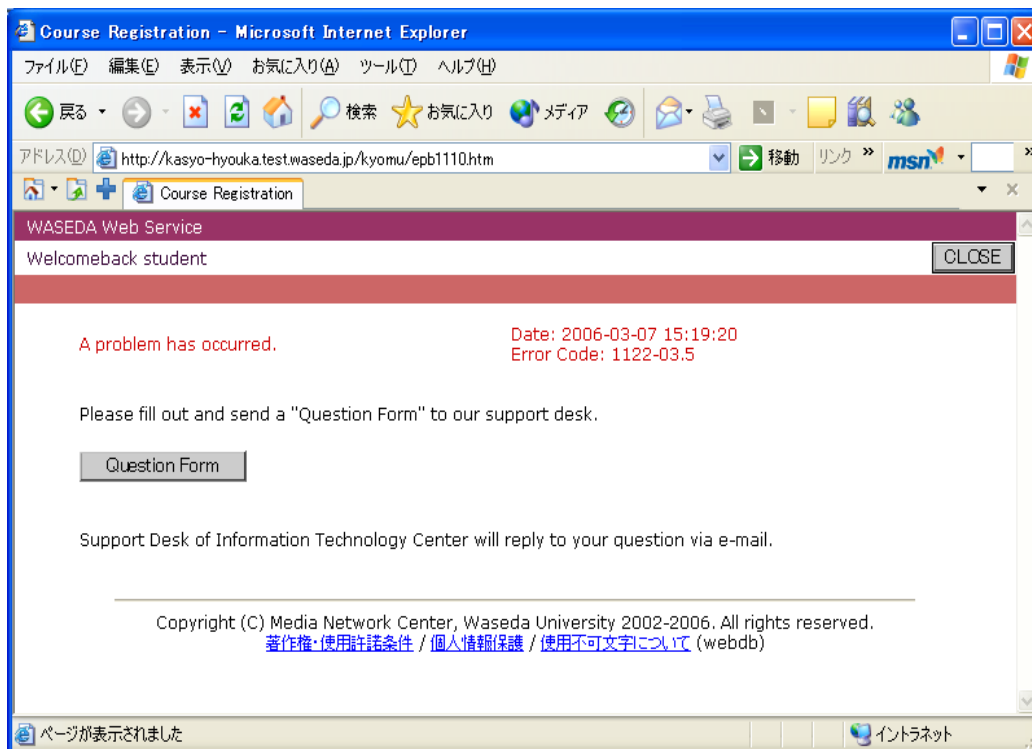 Course Registration - Microsoft Internet Explorer
ファイル(F) 編集(E) 表示(V) お気に入り(A) ツール(T) ヘルプ(H)
戻る 検索 お気に入り メディア
アドレス(D) http://kasyo-hyouka.test.waseda.jp/kyomu/epb1110.htm 移動 リンク » msn »
Course Registration
WASEDA Web Service
Welcomeback student CLOSE
A problem has occurred.
Date: 2006-03-07 15:19:20
Error Code: 1122-03.5
Please fill out and send a "Question Form" to our support desk.
Question Form
Support Desk of Information Technology Center will reply to your question via e-mail.
Copyright (C) Media Network Center, Waseda University 2002-2006. All rights reserved.
著作権・使用許諾条件 / 個人情報保護 / 使用不可文字について (webdb)
ページが表示されました イントラネット